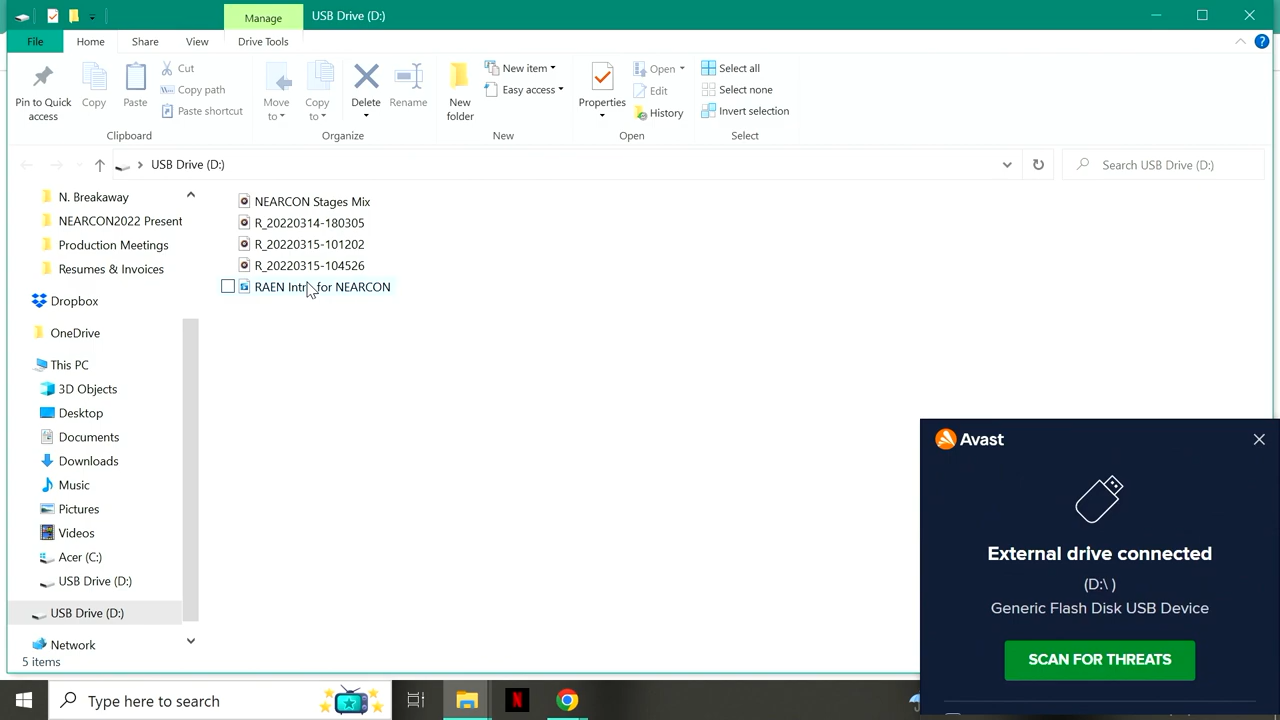 Manage
USB Drive (D:)
File
Home
Share
View
Drive Tools
Pin to Quick access
Copy
Paste
Cut
Copy path
Paste shortcut
Clipboard
Move to
Copy to
Delete
Rename
Organize
New folder
New item
Easy access
New
Properties
Open
Edit
History
Open
Select all
Select none
Invert selection
Select
USB Drive (D:)
Search USB Drive (D:)
N. Breakaway
NEARCON2022 Present
Production Meetings
Resumes & Invoices
Dropbox
OneDrive
This PC
3D Objects
Desktop
Documents
Downloads
Music
Pictures
Videos
Acer (C:)
USB Drive (D:)
USB Drive (D:)
Network
5 items
NEARCON Stages Mix
R_20220314-180305
R_20220315-101202
R_20220315-104526
RAEN Intro for NEARCON
Avast
External drive connected
(D:\ )
Generic Flash Disk USB Device
SCAN FOR THREATS
Type here to search